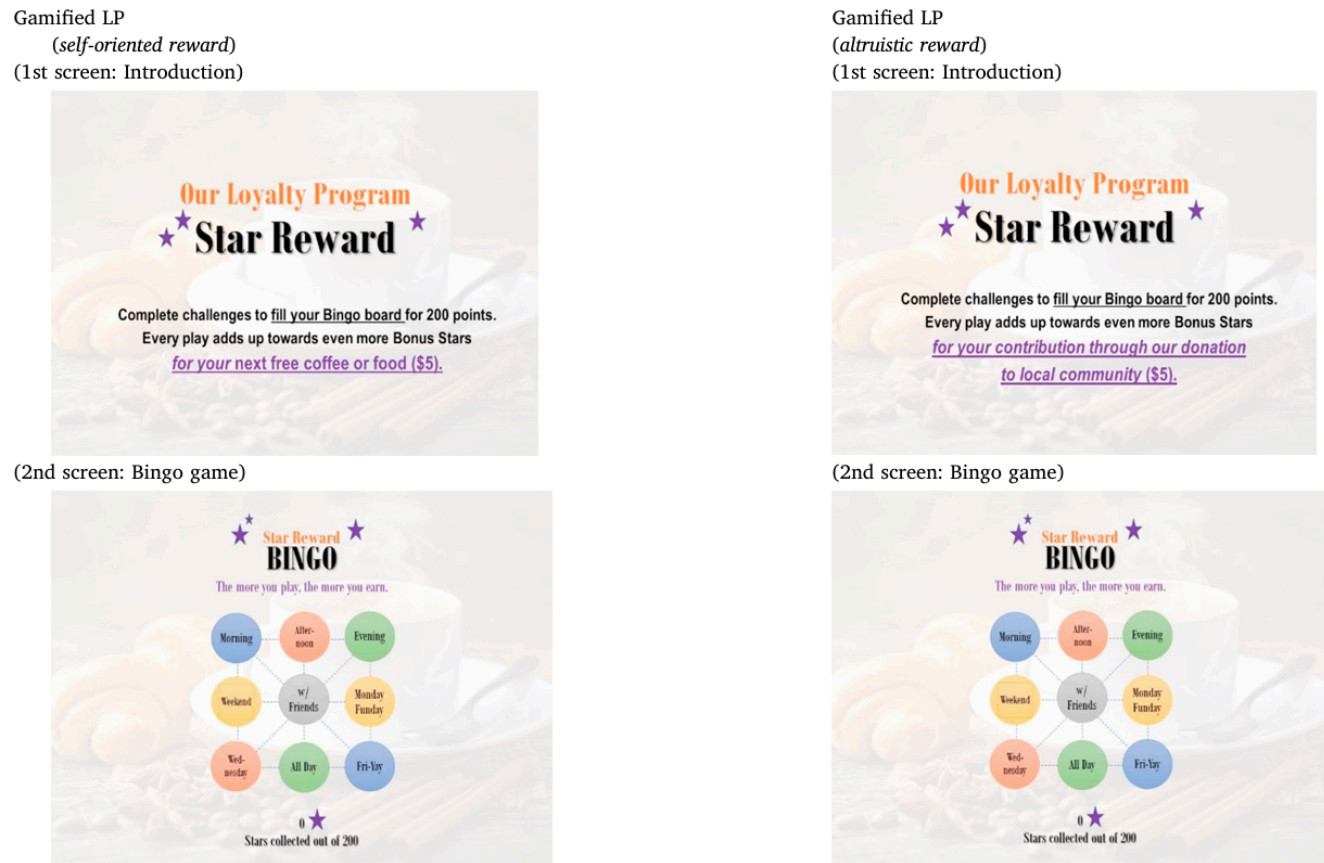 Gamified LP
(self-oriented reward)
(1st screen: Introduction)
Our Loyalty Program
Star Reward
Complete challenges to fill your Bingo board for 200 points.
Every play adds up towards even more Bonus Stars
for your next free coffee or food ($5).
(2nd screen: Bingo game)
Star Reward
BINGO
The more you play, the more you earn.
Morning
After-
noon
Evening
Weekend
w/
Friends
Monday
Funday
Wed-
nesday
All Day
Fri-Yay
0
Stars collected out of 200
Gamified LP
(altruistic reward)
(1st screen: Introduction)
Our Loyalty Program
Star Reward
Complete challenges to fill your Bingo board for 200 points.
Every play adds up towards even more Bonus Stars
for your contribution through our donation
to local community ($5).
(2nd screen: Bingo game)
Star Reward
BINGO
The more you play, the more you earn.
Morning
After-
noon
Evening
Weekend
w/
Friends
Monday
Funday
Wed-
nesday
All Day
Fri-Yay
0
Stars collected out of 200